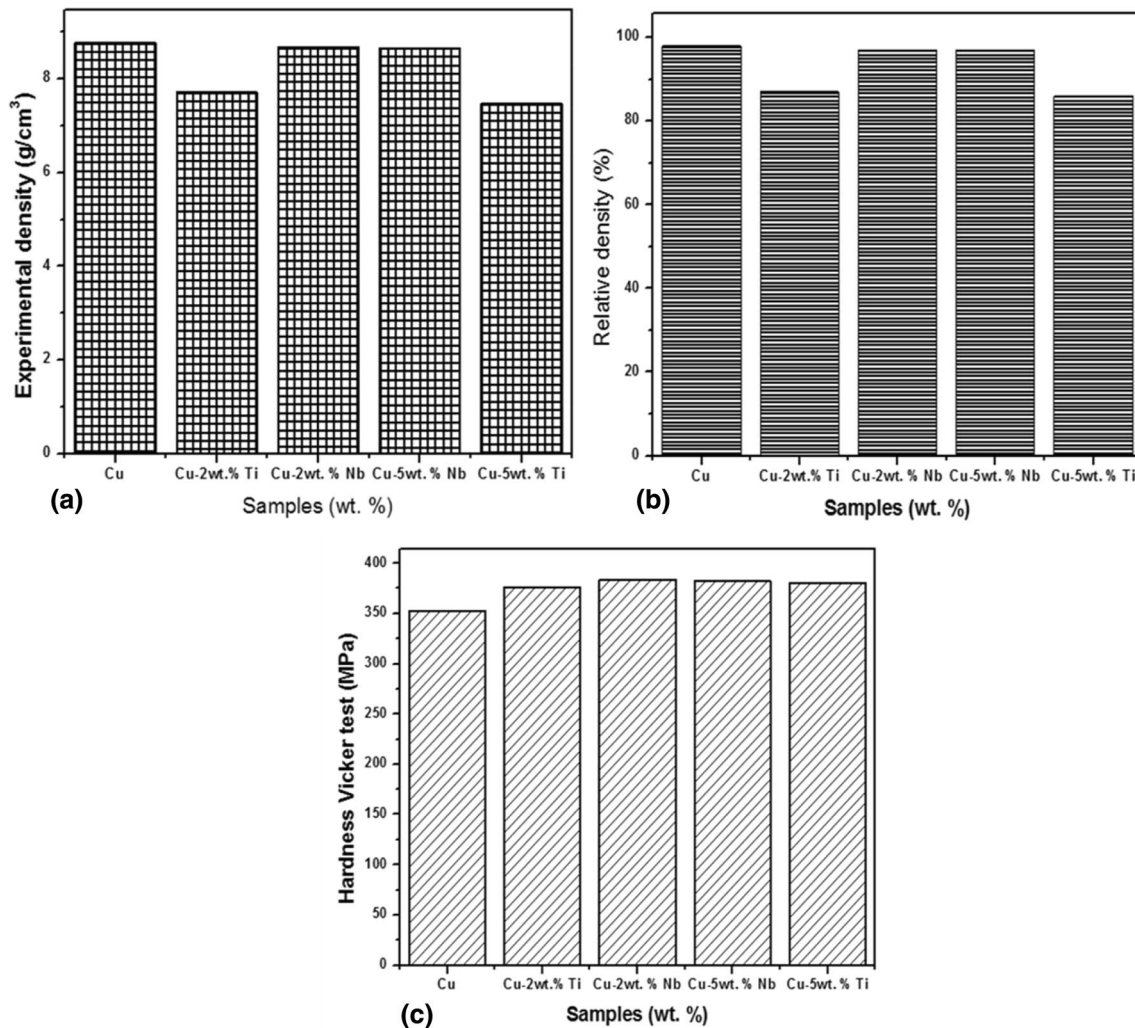 Experimental density (g/cm³)
8
6
4
2
0
Cu
Cu-2wt.% Ti
Cu-2wt.% Nb
Cu-5wt.% Nb
Cu-5wt.% Ti
(a)
Samples (wt. %)
Relative density (%)
100
80
60
40
20
0
Cu
Cu-2wt.% Ti
Cu-2wt.% Nb
Cu-5wt.% Nb
Cu-5wt.% Ti
(b)
Samples (wt. %)
Hardness Vicker test (MPa)
400
350
300
250
200
150
100
50
0
Cu
Cu-2wt.% Ti
Cu-2wt.% Nb
Cu-5wt.% Nb
Cu-5wt.% Ti
(c)
Samples (wt. %)